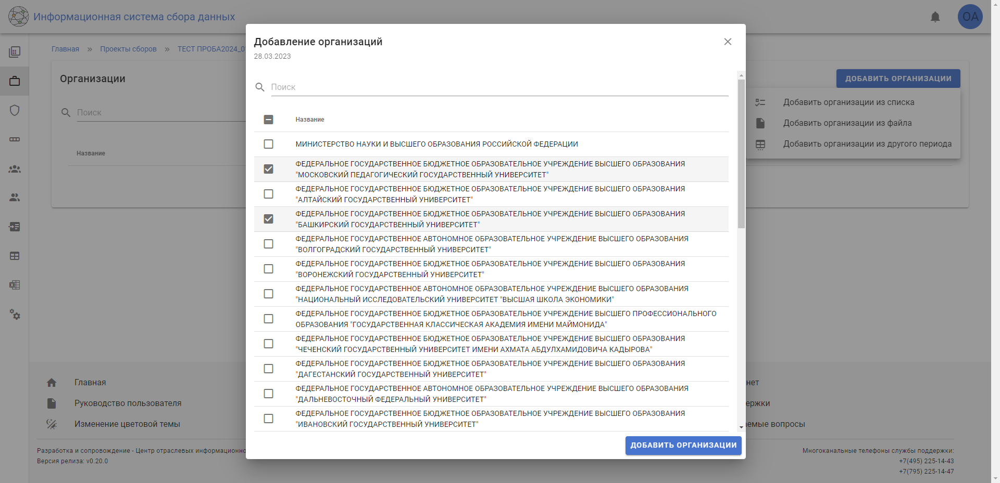 Информационная система сбора данных
ОА
Главная » Проекты сборов » ТЕСТ ПРОБА2024_0
Организации
Поиск
Название
Добавление организаций
28.03.2023
Поиск
Название
МИНИСТЕРСТВО НАУКИ И ВЫСШЕГО ОБРАЗОВАНИЯ РОССИЙСКОЙ ФЕДЕРАЦИИ
ФЕДЕРАЛЬНОЕ ГОСУДАРСТВЕННОЕ БЮДЖЕТНОЕ ОБРАЗОВАТЕЛЬНОЕ УЧРЕЖДЕНИЕ ВЫСШЕГО ОБРАЗОВАНИЯ
"МОСКОВСКИЙ ПЕДАГОГИЧЕСКИЙ ГОСУДАРСТВЕННЫЙ УНИВЕРСИТЕТ"
ФЕДЕРАЛЬНОЕ ГОСУДАРСТВЕННОЕ БЮДЖЕТНОЕ ОБРАЗОВАТЕЛЬНОЕ УЧРЕЖДЕНИЕ ВЫСШЕГО ОБРАЗОВАНИЯ
"АЛТАЙСКИЙ ГОСУДАРСТВЕННЫЙ УНИВЕРСИТЕТ"
ФЕДЕРАЛЬНОЕ ГОСУДАРСТВЕННОЕ БЮДЖЕТНОЕ ОБРАЗОВАТЕЛЬНОЕ УЧРЕЖДЕНИЕ ВЫСШЕГО ОБРАЗОВАНИЯ
"БАШКИРСКИЙ ГОСУДАРСТВЕННЫЙ УНИВЕРСИТЕТ"
ФЕДЕРАЛЬНОЕ ГОСУДАРСТВЕННОЕ АВТОНОМНОЕ ОБРАЗОВАТЕЛЬНОЕ УЧРЕЖДЕНИЕ ВЫСШЕГО ОБРАЗОВАНИЯ
"ВОЛГОГРАДСКИЙ ГОСУДАРСТВЕННЫЙ УНИВЕРСИТЕТ"
ФЕДЕРАЛЬНОЕ ГОСУДАРСТВЕННОЕ БЮДЖЕТНОЕ ОБРАЗОВАТЕЛЬНОЕ УЧРЕЖДЕНИЕ ВЫСШЕГО ОБРАЗОВАНИЯ
"ВОРОНЕЖСКИЙ ГОСУДАРСТВЕННЫЙ УНИВЕРСИТЕТ"
ФЕДЕРАЛЬНОЕ ГОСУДАРСТВЕННОЕ АВТОНОМНОЕ ОБРАЗОВАТЕЛЬНОЕ УЧРЕЖДЕНИЕ ВЫСШЕГО ОБРАЗОВАНИЯ
"НАЦИОНАЛЬНЫЙ ИССЛЕДОВАТЕЛЬСКИЙ УНИВЕРСИТЕТ "ВЫСШАЯ ШКОЛА ЭКОНОМИКИ"
ФЕДЕРАЛЬНОЕ ГОСУДАРСТВЕННОЕ БЮДЖЕТНОЕ ОБРАЗОВАТЕЛЬНОЕ УЧРЕЖДЕНИЕ ВЫСШЕГО ПРОФЕССИОНАЛЬНОГО
ОБРАЗОВАНИЯ "ГОСУДАРСТВЕННАЯ КЛАССИЧЕСКАЯ АКАДЕМИЯ ИМЕНИ МАЙМОНИДА"
ФЕДЕРАЛЬНОЕ ГОСУДАРСТВЕННОЕ БЮДЖЕТНОЕ ОБРАЗОВАТЕЛЬНОЕ УЧРЕЖДЕНИЕ ВЫСШЕГО ОБРАЗОВАНИЯ
"ЧЕЧЕНСКИЙ ГОСУДАРСТВЕННЫЙ УНИВЕРСИТЕТ ИМЕНИ АХМАТА АБДУЛХАМИДОВИЧА КАДЫРОВА"
ФЕДЕРАЛЬНОЕ ГОСУДАРСТВЕННОЕ БЮДЖЕТНОЕ ОБРАЗОВАТЕЛЬНОЕ УЧРЕЖДЕНИЕ ВЫСШЕГО ОБРАЗОВАНИЯ
"ДАГЕСТАНСКИЙ ГОСУДАРСТВЕННЫЙ УНИВЕРСИТЕТ"
ФЕДЕРАЛЬНОЕ ГОСУДАРСТВЕННОЕ АВТОНОМНОЕ ОБРАЗОВАТЕЛЬНОЕ УЧРЕЖДЕНИЕ ВЫСШЕГО ОБРАЗОВАНИЯ
"ДАЛЬНЕВОСТОЧНЫЙ ФЕДЕРАЛЬНЫЙ УНИВЕРСИТЕТ"
ФЕДЕРАЛЬНОЕ ГОСУДАРСТВЕННОЕ БЮДЖЕТНОЕ ОБРАЗОВАТЕЛЬНОЕ УЧРЕЖДЕНИЕ ВЫСШЕГО ОБРАЗОВАНИЯ
"ИВАНОВСКИЙ ГОСУДАРСТВЕННЫЙ УНИВЕРСИТЕТ"
ДОБАВИТЬ ОРГАНИЗАЦИИ
ДОБАВИТЬ ОРГАНИЗАЦИИ
Добавить организации из списка
Добавить организации из файла
Добавить организации из другого периода
Главная
Руководство пользователя
Изменение цветовой темы
нет
ержки
аемые вопросы
Разработка и сопровождение - Центр отраслевых информационно
Версия релиза: v0.20.0
Многоканальные телефоны службы поддержки:
+7(495) 225-14-43
+7(795) 225-14-47